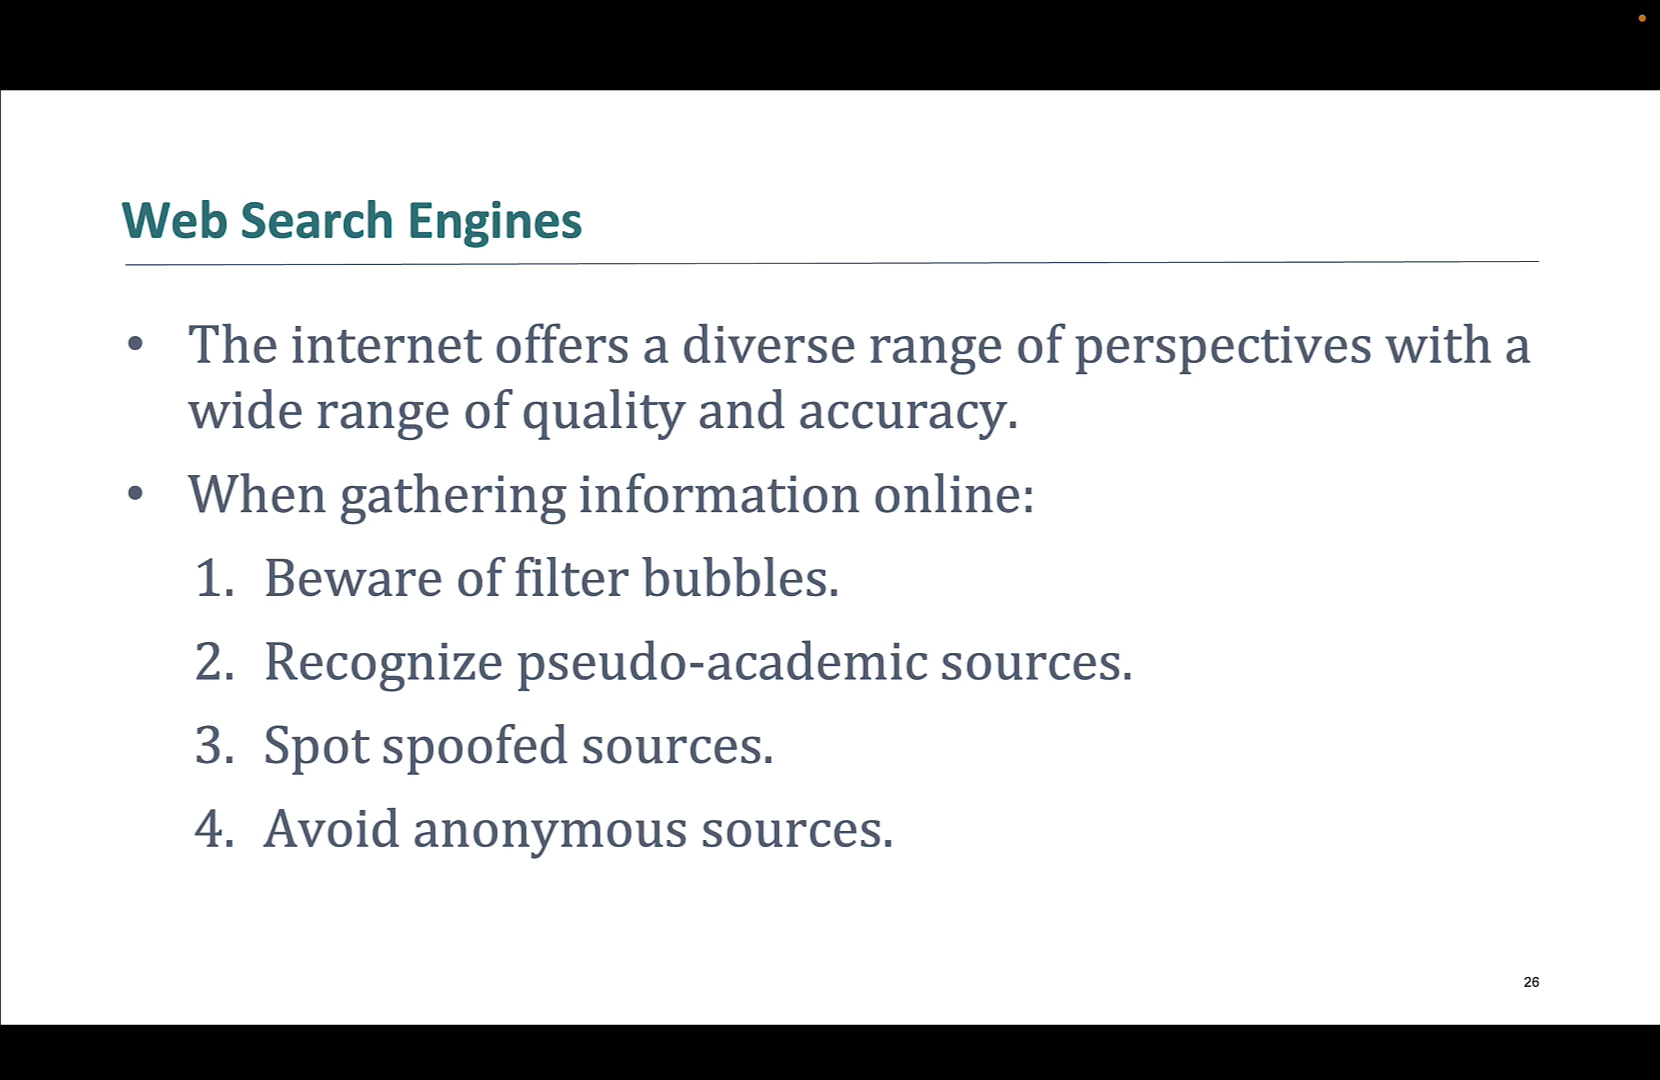 Web Search Engines
• The internet offers a diverse range of perspectives with a
wide range of quality and accuracy.
• When gathering information online:
1. Beware of filter bubbles.
2. Recognize pseudo-academic sources.
3. Spot spoofed sources.
4. Avoid anonymous sources.
26